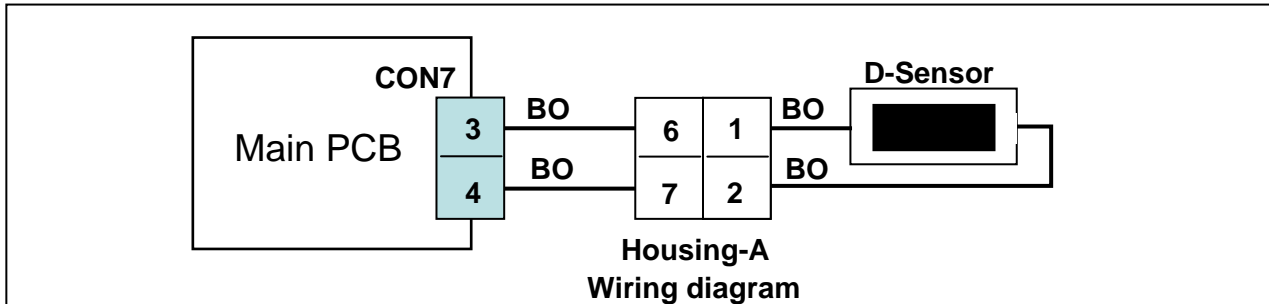 D-Sensor
CON7
BO
BO
3
6
1
Main PCB
BO
BO
4
7
2
Housing-A
Wiring diagram